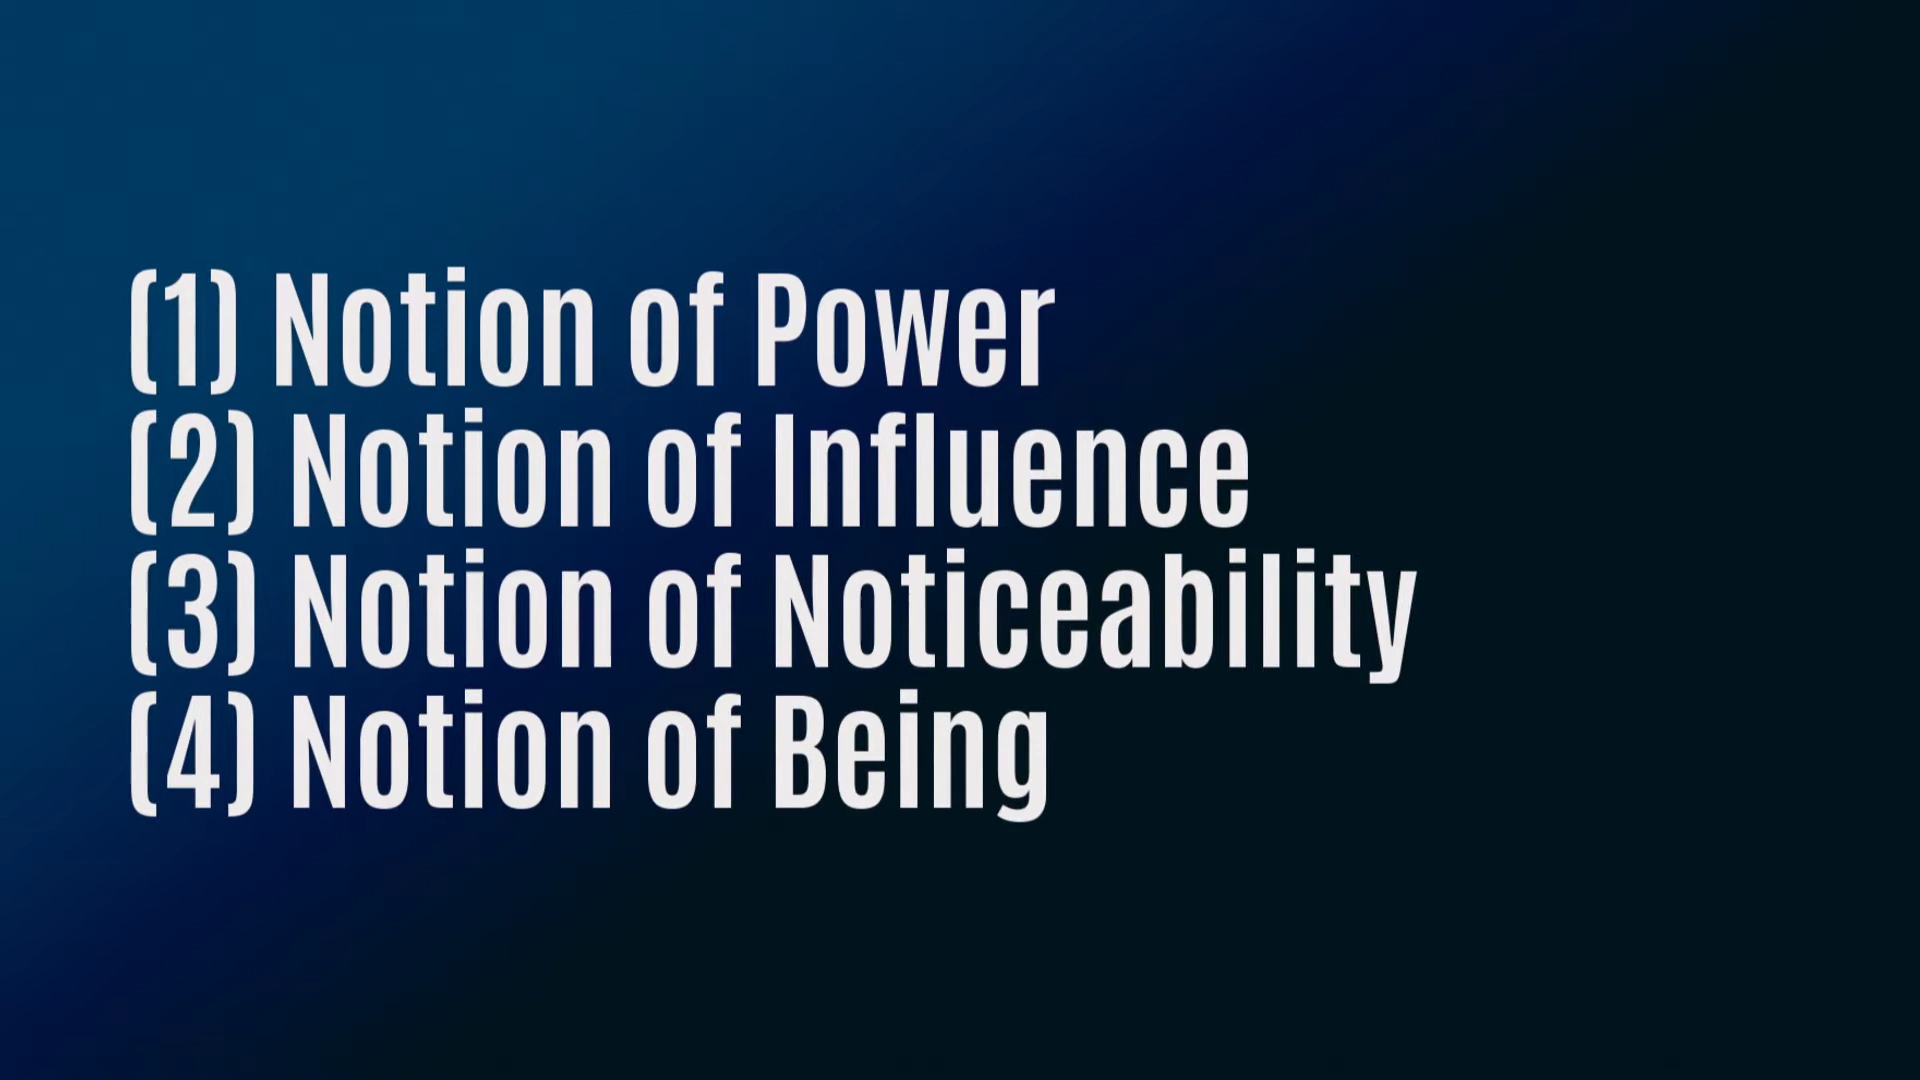 (1) Notion of Power
(2) Notion of Influence
(3) Notion of Noticeability
(4) Notion of Being